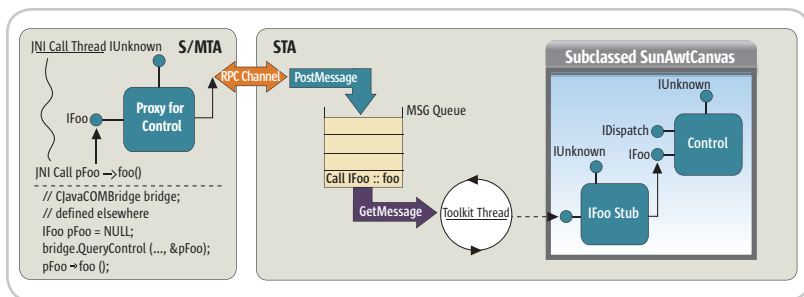 S/MTA
JNI Call Thread IUnknown
Proxy for
Control
IFoo
JNI Call pFoo →foo()
// CJavaCOMBridge bridge;
// defined elsewhere
IFoo pFoo = NULL;
bridge.QueryControl (..., &pFoo);
pFoo→foo ();
RPC Channel
STA
PostMessage
MSG Queue
Call IFoo :: foo
GetMessage
Toolkit Thread
Subclassed SunAwtCanvas
IUnknown
IDispatch
IFoo
Control
IUnknown
IFoo Stub